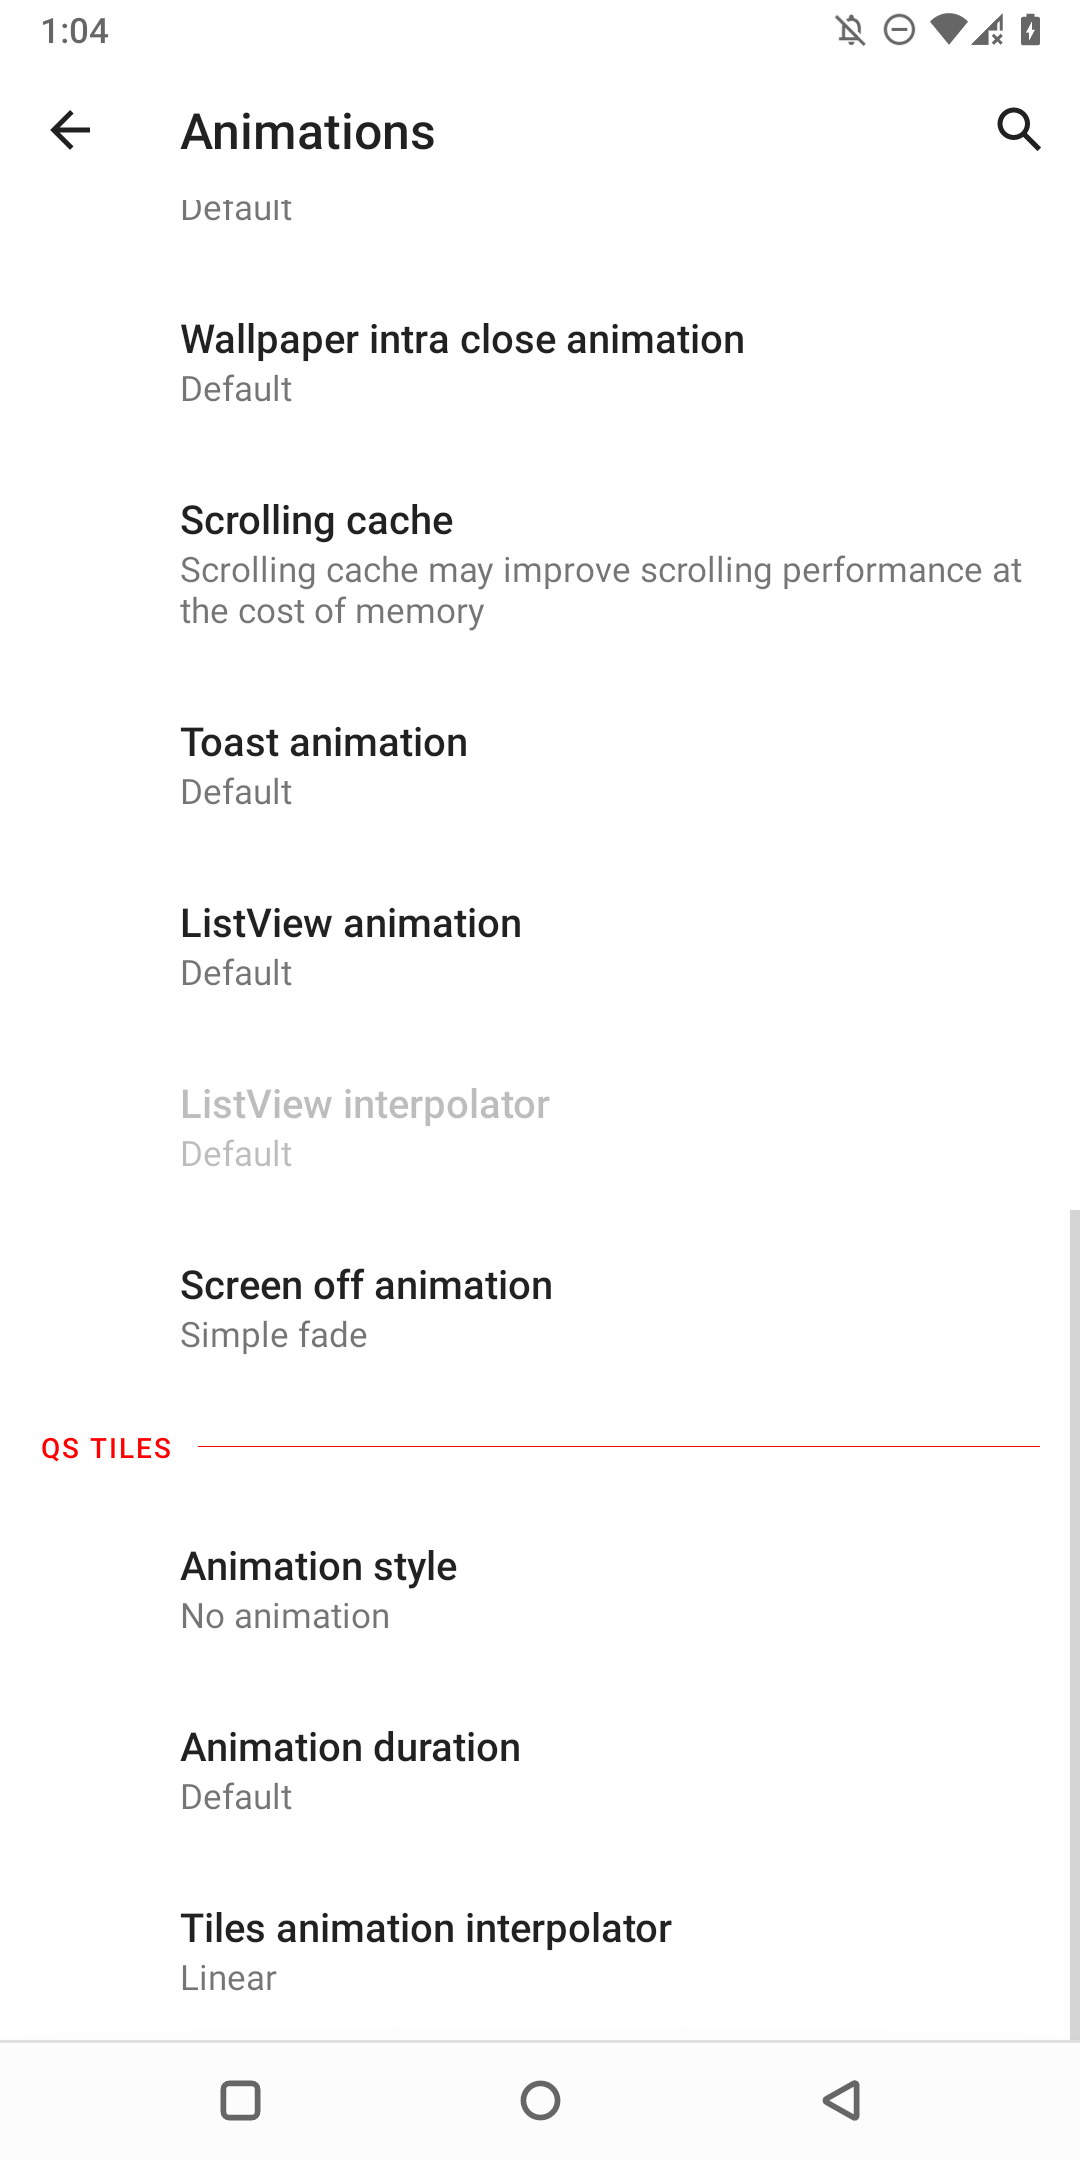 1:04
Animations
Default
Wallpaper intra close animation
Default
Scrolling cache
Scrolling cache may improve scrolling performance at
the cost of memory
Toast animation
Default
ListView animation
Default
ListView interpolator
Default
Screen off animation
Simple fade
QS TILES
Animation style
No animation
Animation duration
Default
Tiles animation interpolator
Linear